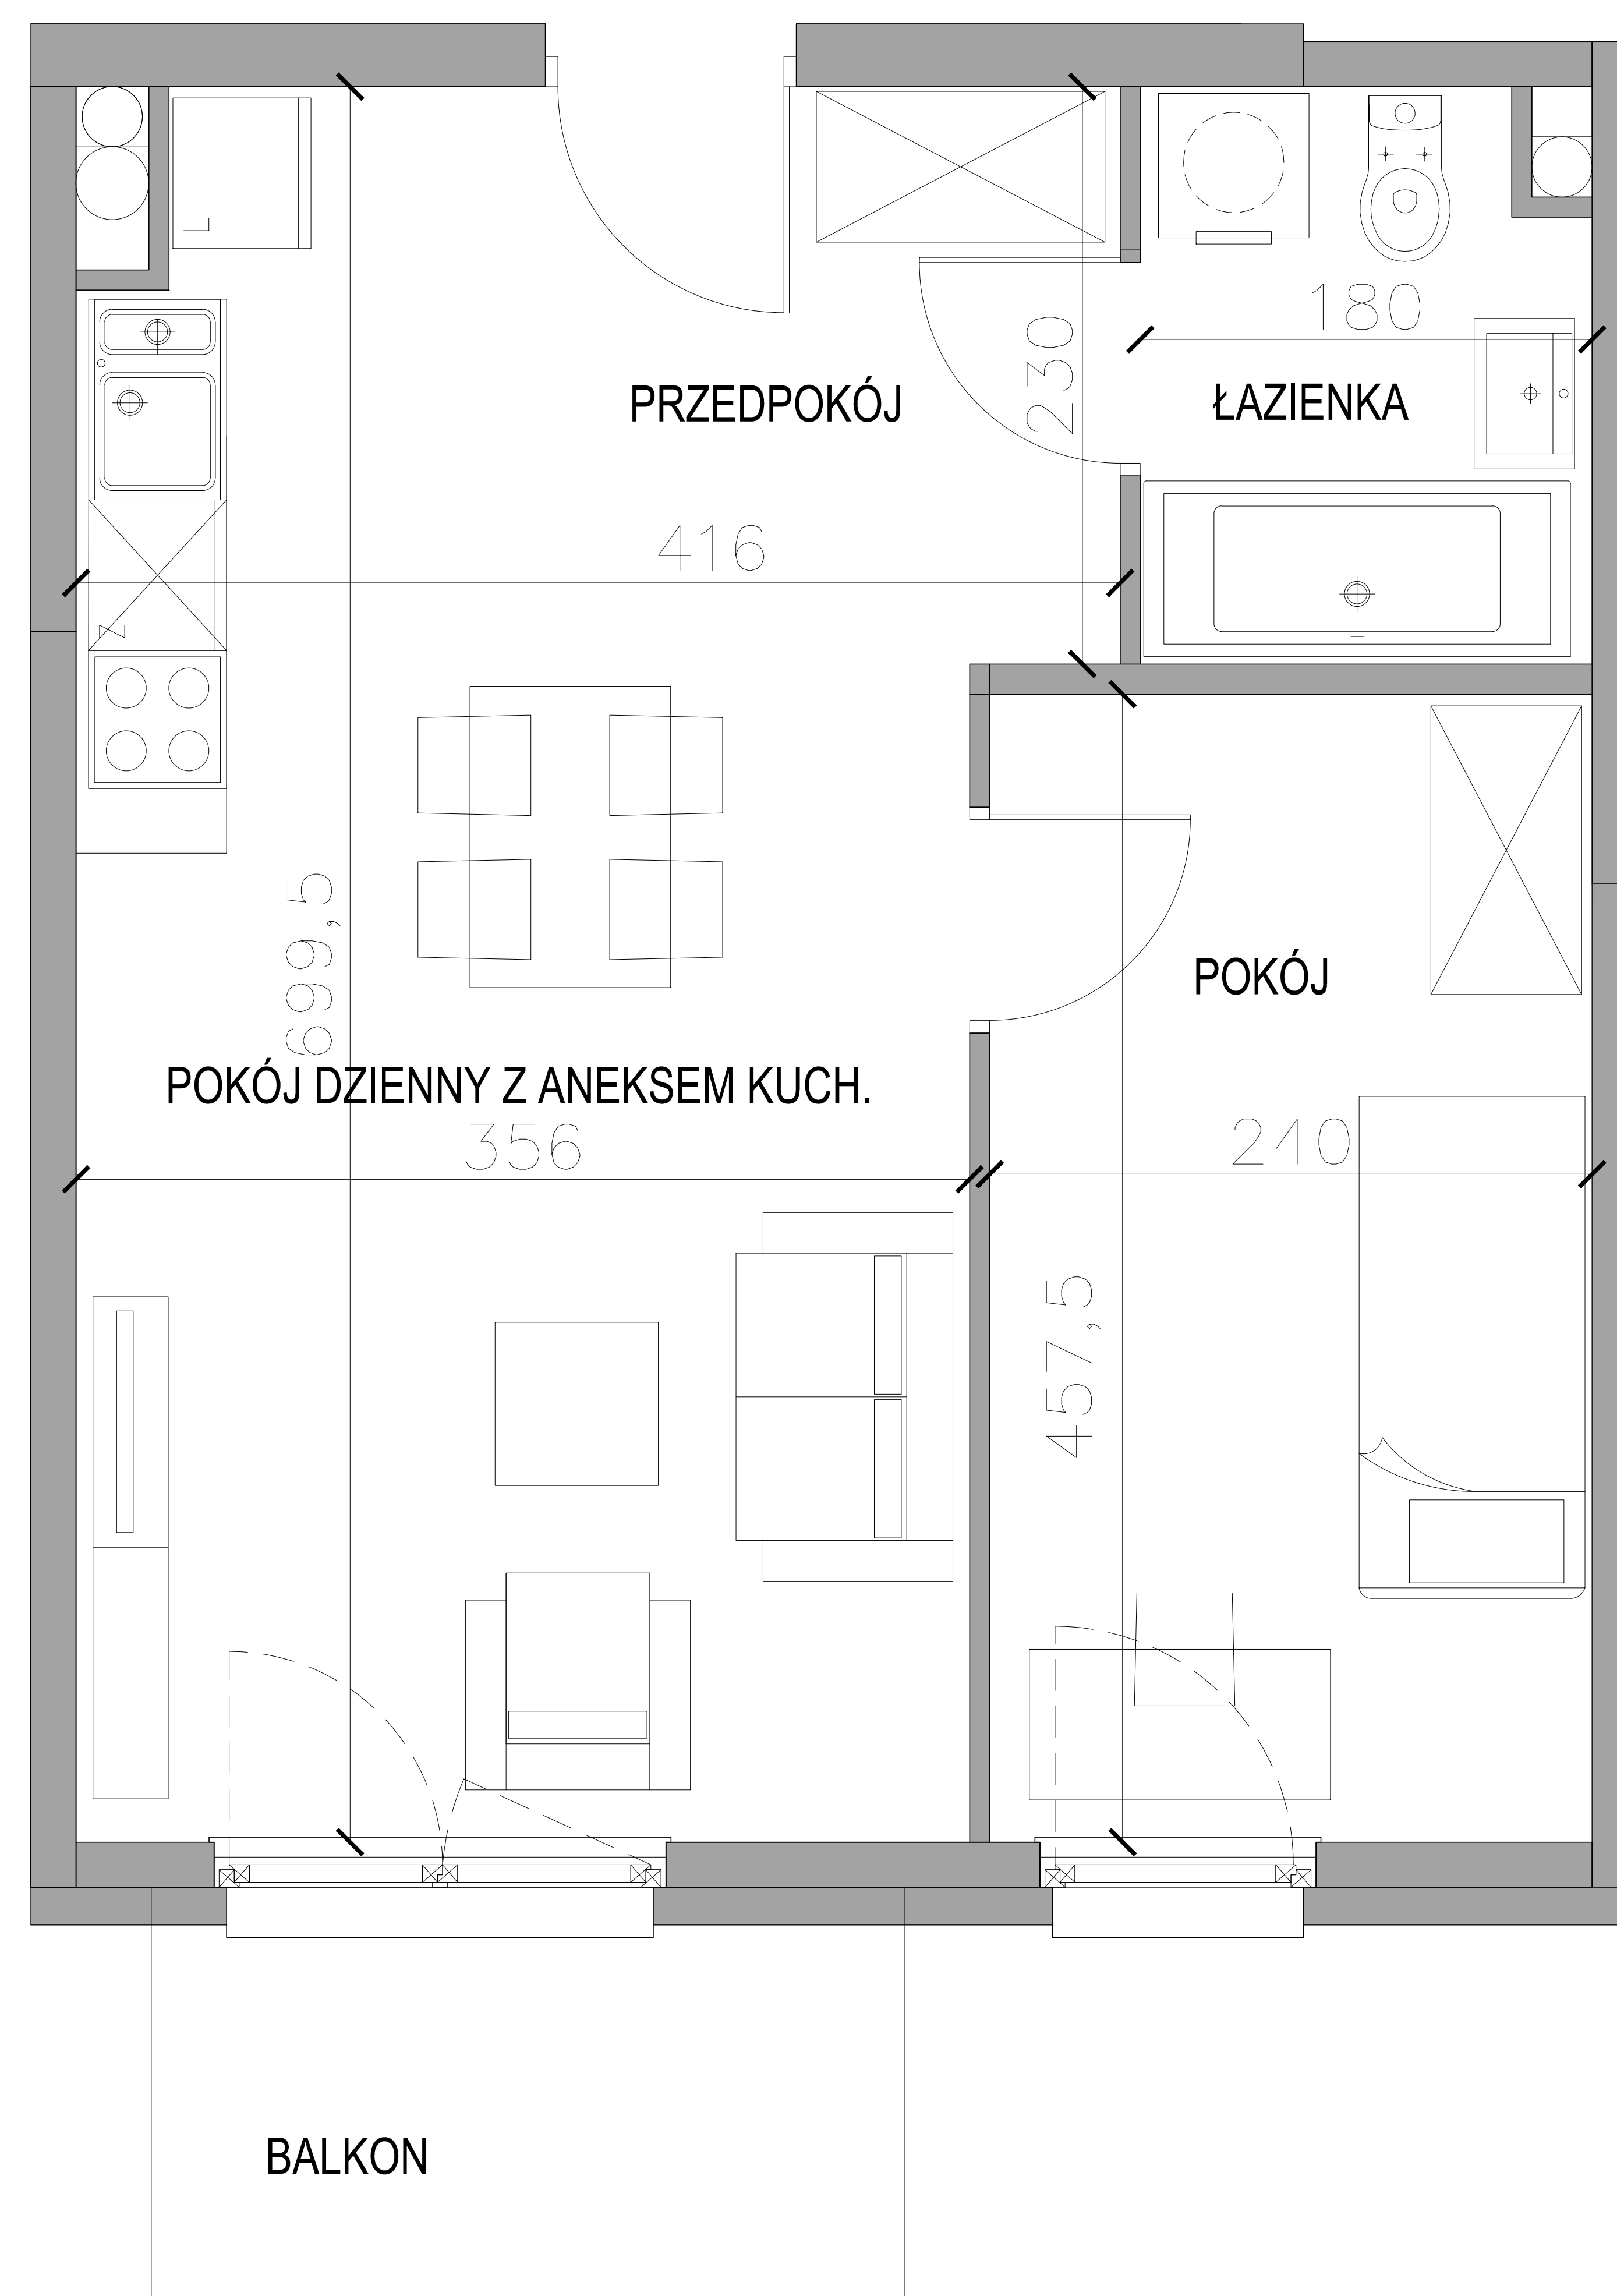 180
230
PRZEDPOKÓJ
ŁAZIENKA
416
699,5
POKÓJ
POKÓJ DZIENNY Z ANEKSEM KUCH.
356
240
457,5
BALKON